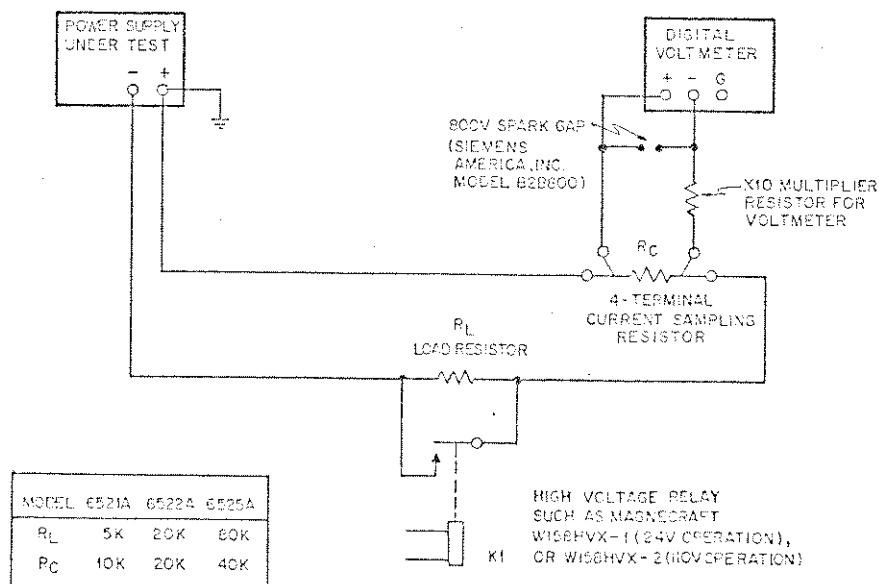 POWER SUPPLY
UNDER TEST
- +
DIGITAL
VOLTMETER
+ - G
800V SPARK GAP
(SIEMENS
AMERICA, INC.
MODEL B2B800)
X10 MULTIPLIER
RESISTOR FOR
VOLTMETER
RC
4-TERMINAL
CURRENT SAMPLING
RESISTOR
RL
LOAD RESISTOR
MODEL 6521A 6522A 6525A
RL 5K 20K 80K
RC 10K 20K 40K
K1
HIGH VOLTAGE RELAY
SUCH AS MAGNECRAFT
W158HVX-1 (24V OPERATION),
OR W158HVX-2 (110V OPERATION)